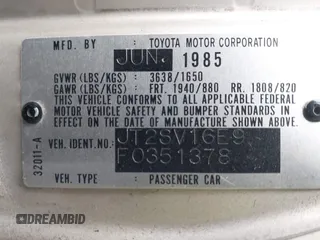 MFD. BY : TOYOTA MOTOR CORPORATION
JUN. 1985
GVWR (LBS/KGS) : 3638/1650
GAWR (LBS/KGS) : FRT. 1940/880 RR. 1808/820
THIS VEHICLE CONFORMS TO ALL APPLICABLE FEDERAL
MOTOR VEHICLE SAFETY AND BUMPER STANDARDS IN EFFECT
ON THE DATE OF MANUFACTURE SHOWN ABOVE.
VEH. IDENT.NO: JT2SV16E9
F0351378
VEH. TYPE : PASSENGER CAR
32011-A
DREAMBID